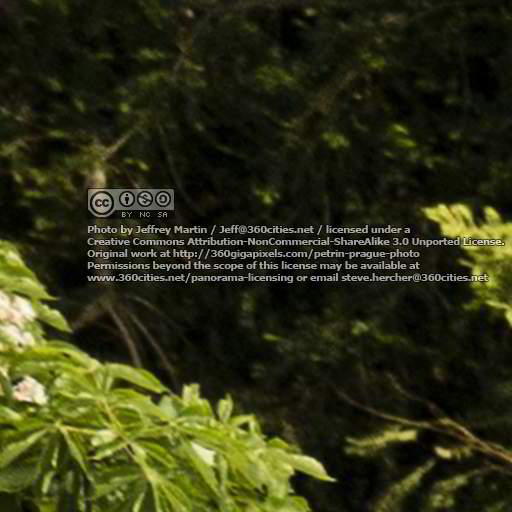 cc BY NC SA
Photo by Jeffrey Martin / Jeff@360cities.net / licensed under a
Creative Commons Attribution-NonCommercial-ShareAlike 3.0 Unported License.
Original work at http://360gigapixels.com/petrin-prague-photo
Permissions beyond the scope of this license may be available at
www.360cities.net/panorama-licensing or email steve.hercher@360cities.net